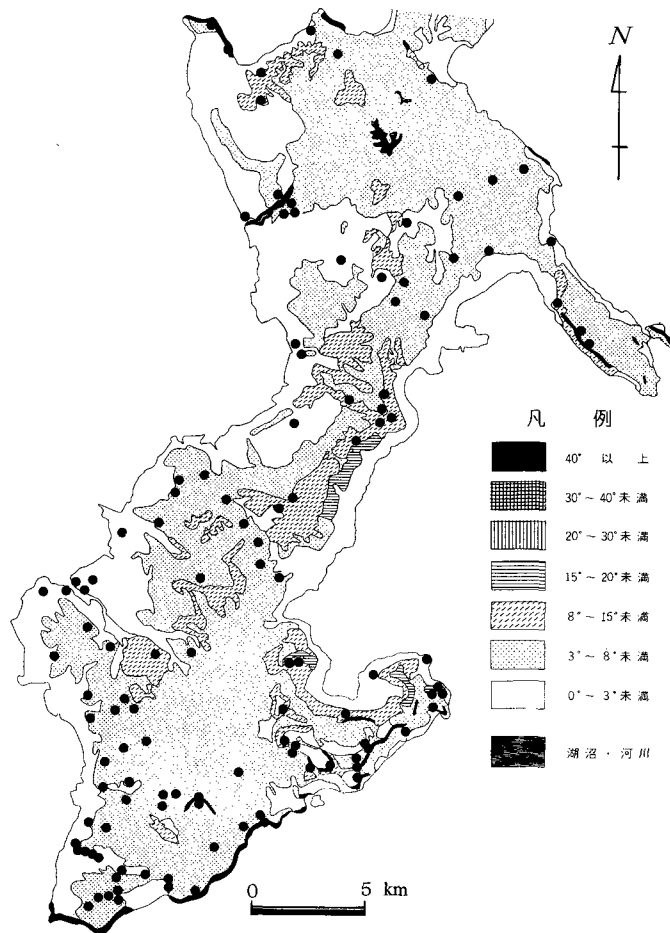 N
凡 例
40° 以 上
30° ~ 40° 未 満
20° ~ 30° 未 満
15° ~ 20° 未 満
8° ~ 15° 未 満
3° ~ 8° 未 満
0° ~ 3° 未 満
湖 沼 ・ 河 川
0 5 km